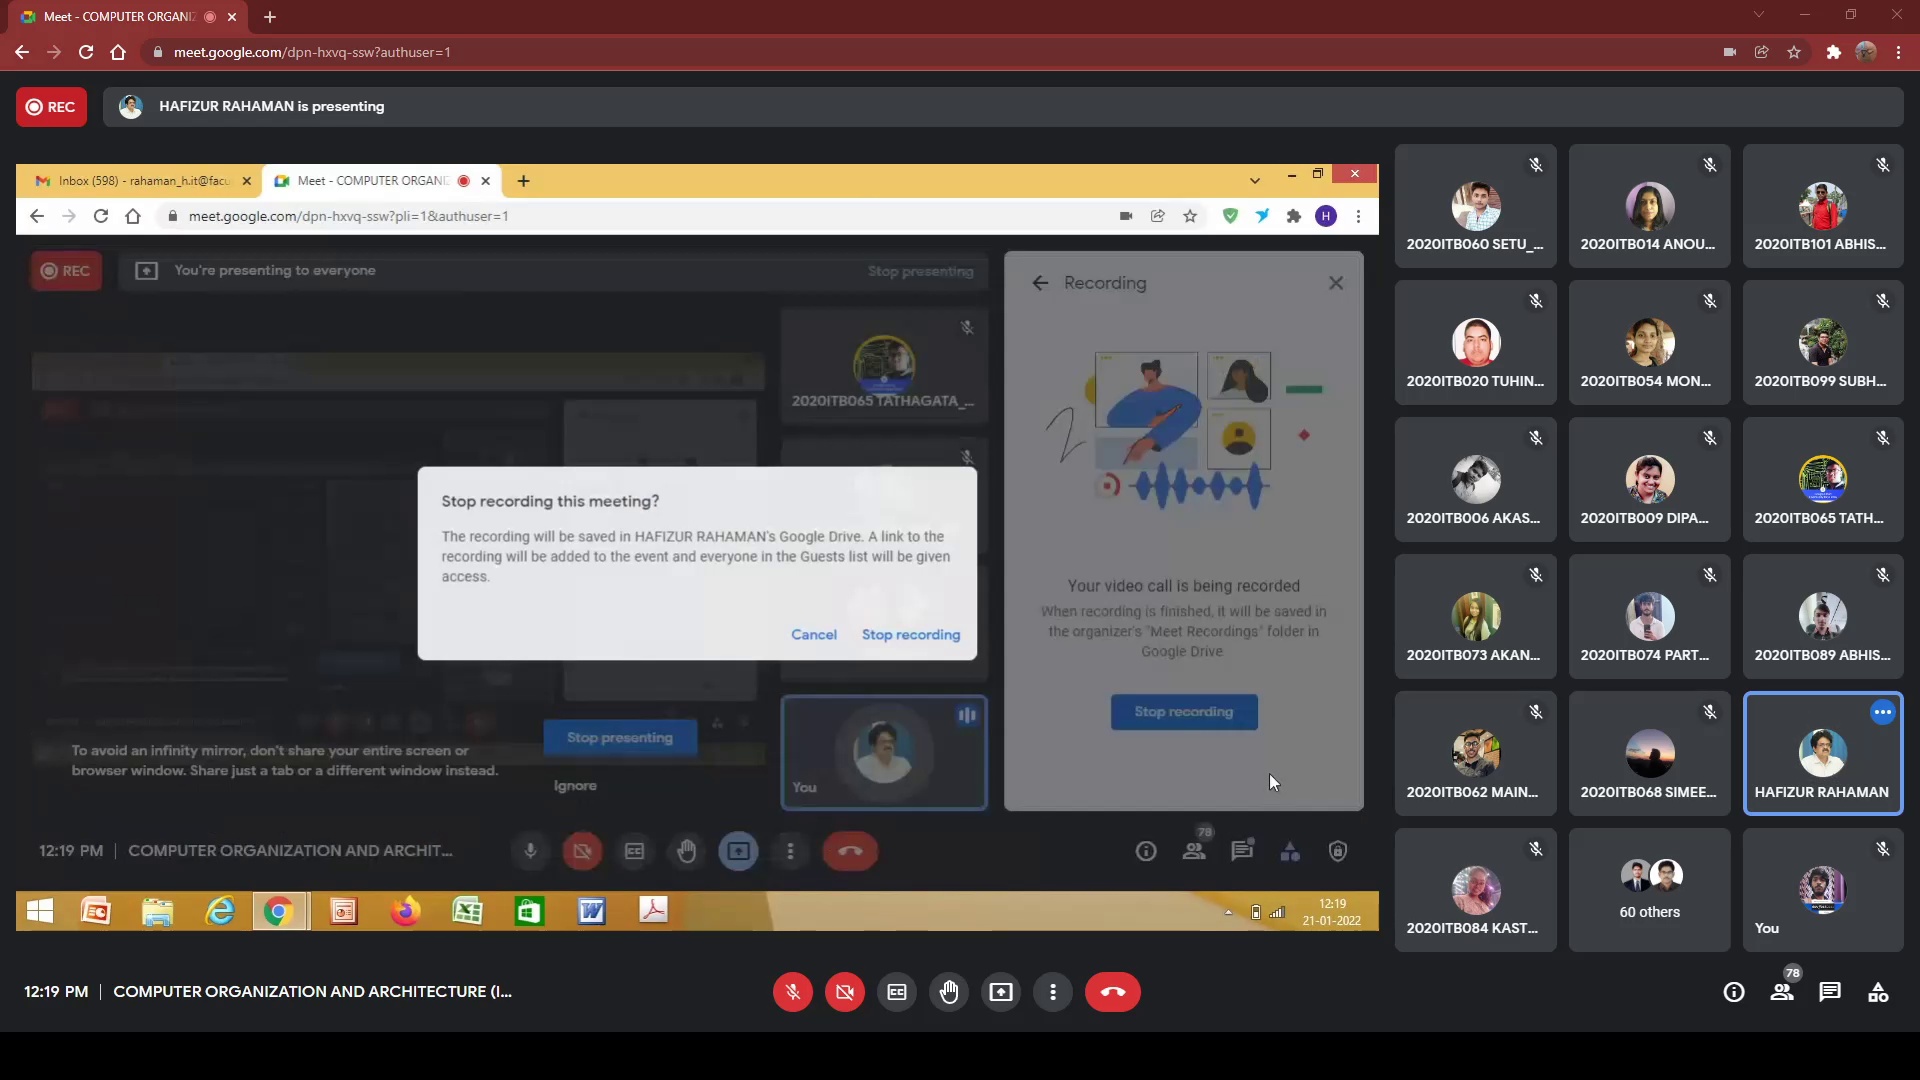 Meet - COMPUTER ORGANIZ
meet.google.com/dpn-hxvq-ssw?authuser=1
REC
HAFIZUR RAHAMAN is presenting
Inbox (598) - rahaman_h.it@facu
Meet - COMPUTER ORGANIZ
meet.google.com/dpn-hxvq-ssw?pli=1&authuser=1
H
REC
You're presenting to everyone
Stop presenting
Recording
2020ITB065 TATHAGATA_...
Stop recording this meeting?
The recording will be saved in HAFIZUR RAHAMAN's Google Drive. A link to the
recording will be added to the event and everyone in the Guests list will be given
access.
Cancel
Stop recording
Your video call is being recorded
When recording is finished, it will be saved in
the organizer's "Meet Recordings" folder in
Google Drive
Stop recording
To avoid an infinity mirror, don't share your entire screen or
browser window. Share just a tab or a different window instead.
Stop presenting
Ignore
You
12:19 PM | COMPUTER ORGANIZATION AND ARCHIT...
78
12:19
21-01-2022
2020ITB060 SETU_...
2020ITB014 ANOU...
2020ITB101 ABHIS...
2020ITB020 TUHIN...
2020ITB054 MON...
2020ITB099 SUBH...
2020ITB006 AKAS...
2020ITB009 DIPA...
2020ITB065 TATH...
2020ITB073 AKAN...
2020ITB074 PART...
2020ITB089 ABHIS...
2020ITB062 MAIN...
2020ITB068 SIMEE...
HAFIZUR RAHAMAN
2020ITB084 KAST...
60 others
You
12:19 PM | COMPUTER ORGANIZATION AND ARCHITECTURE (I...
78